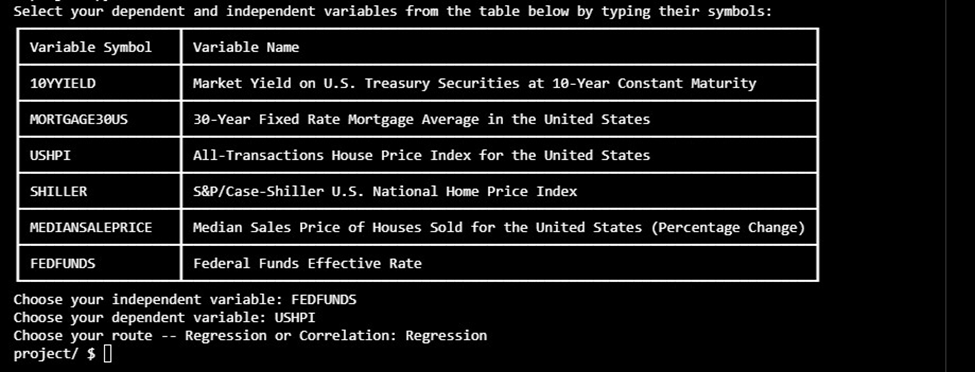 Select your dependent and independent variables from the table below by typing their symbols:
Variable Symbol Variable Name
10YYIELD Market Yield on U.S. Treasury Securities at 10-Year Constant Maturity
MORTGAGE30US 30-Year Fixed Rate Mortgage Average in the United States
USHPI All-Transactions House Price Index for the United States
SHILLER S&P/Case-Shiller U.S. National Home Price Index
MEDIANSALEPRICE Median Sales Price of Houses Sold for the United States (Percentage Change)
FEDFUNDS Federal Funds Effective Rate
Choose your independent variable: FEDFUNDS
Choose your dependent variable: USHPI
Choose your route -- Regression or Correlation: Regression
project/ $